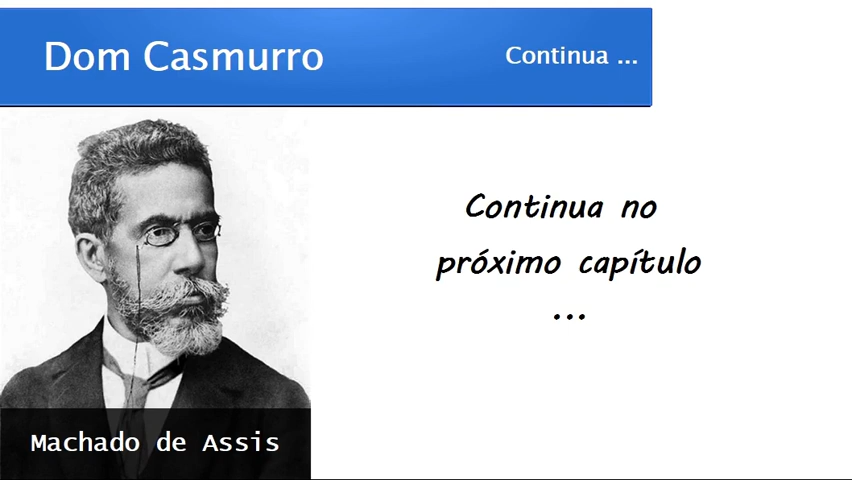 Dom Casmurro
Continua ...
Continua no
próximo capítulo
...
Machado de Assis